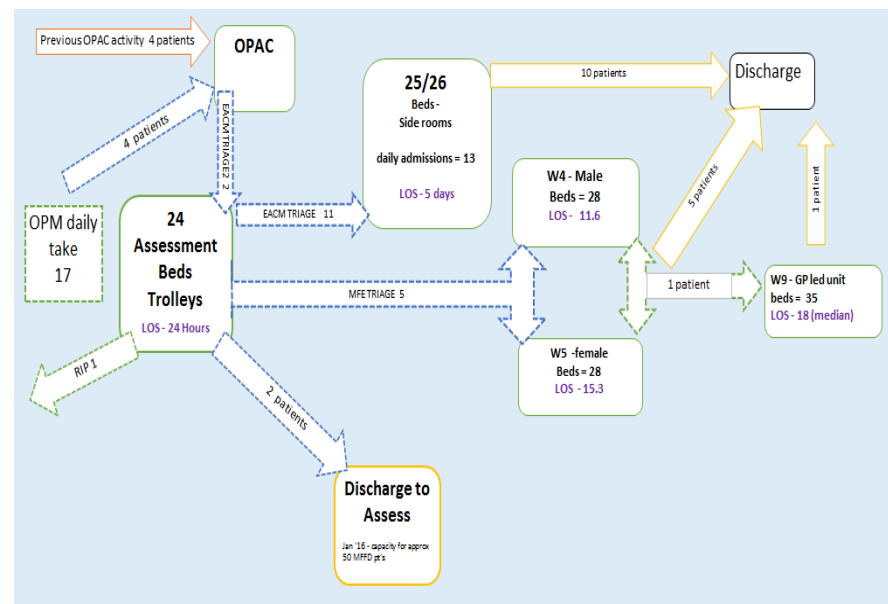 Previous OPAC activity 4 patients
OPAC
4 patients
EACM TRIAGE2 2
OPM daily
take
17
24
Assessment
Beds
Trolleys
LOS - 24 Hours
RIP 1
2 patients
EACM TRIAGE 11
MFE TRIAGE 5
25/26
Beds -
Side rooms
daily admissions = 13
LOS - 5 days
10 patients
Discharge
W4 - Male
Beds = 28
LOS - 11.6
5 patients
1 patient
1 patient
W9 - GP led unit
beds = 35
LOS - 18 (median)
W5 -female
Beds = 28
LOS - 15.3
Discharge to
Assess
Jan '16 - capacity for approx
50 MFFD pt's